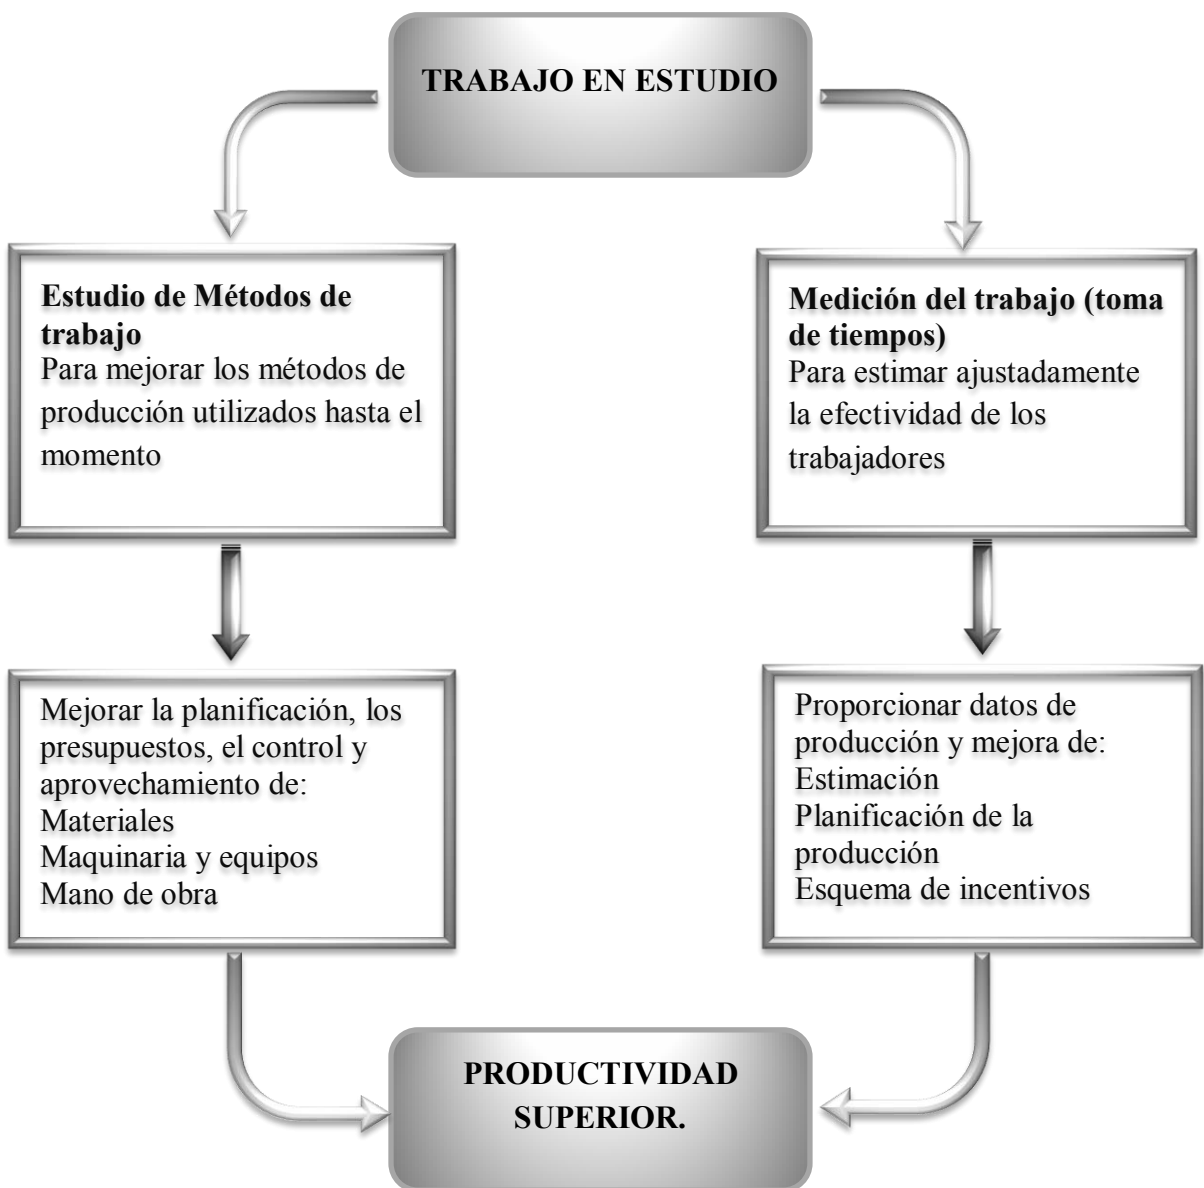 TRABAJO EN ESTUDIO
Estudio de Métodos de
trabajo
Para mejorar los métodos de
producción utilizados hasta el
momento
Medición del trabajo (toma
de tiempos)
Para estimar ajustadamente
la efectividad de los
trabajadores
Mejorar la planificación, los
presupuestos, el control y
aprovechamiento de:
Materiales
Maquinaria y equipos
Mano de obra
Proporcionar datos de
producción y mejora de:
Estimación
Planificación de la
producción
Esquema de incentivos
PRODUCTIVIDAD
SUPERIOR.